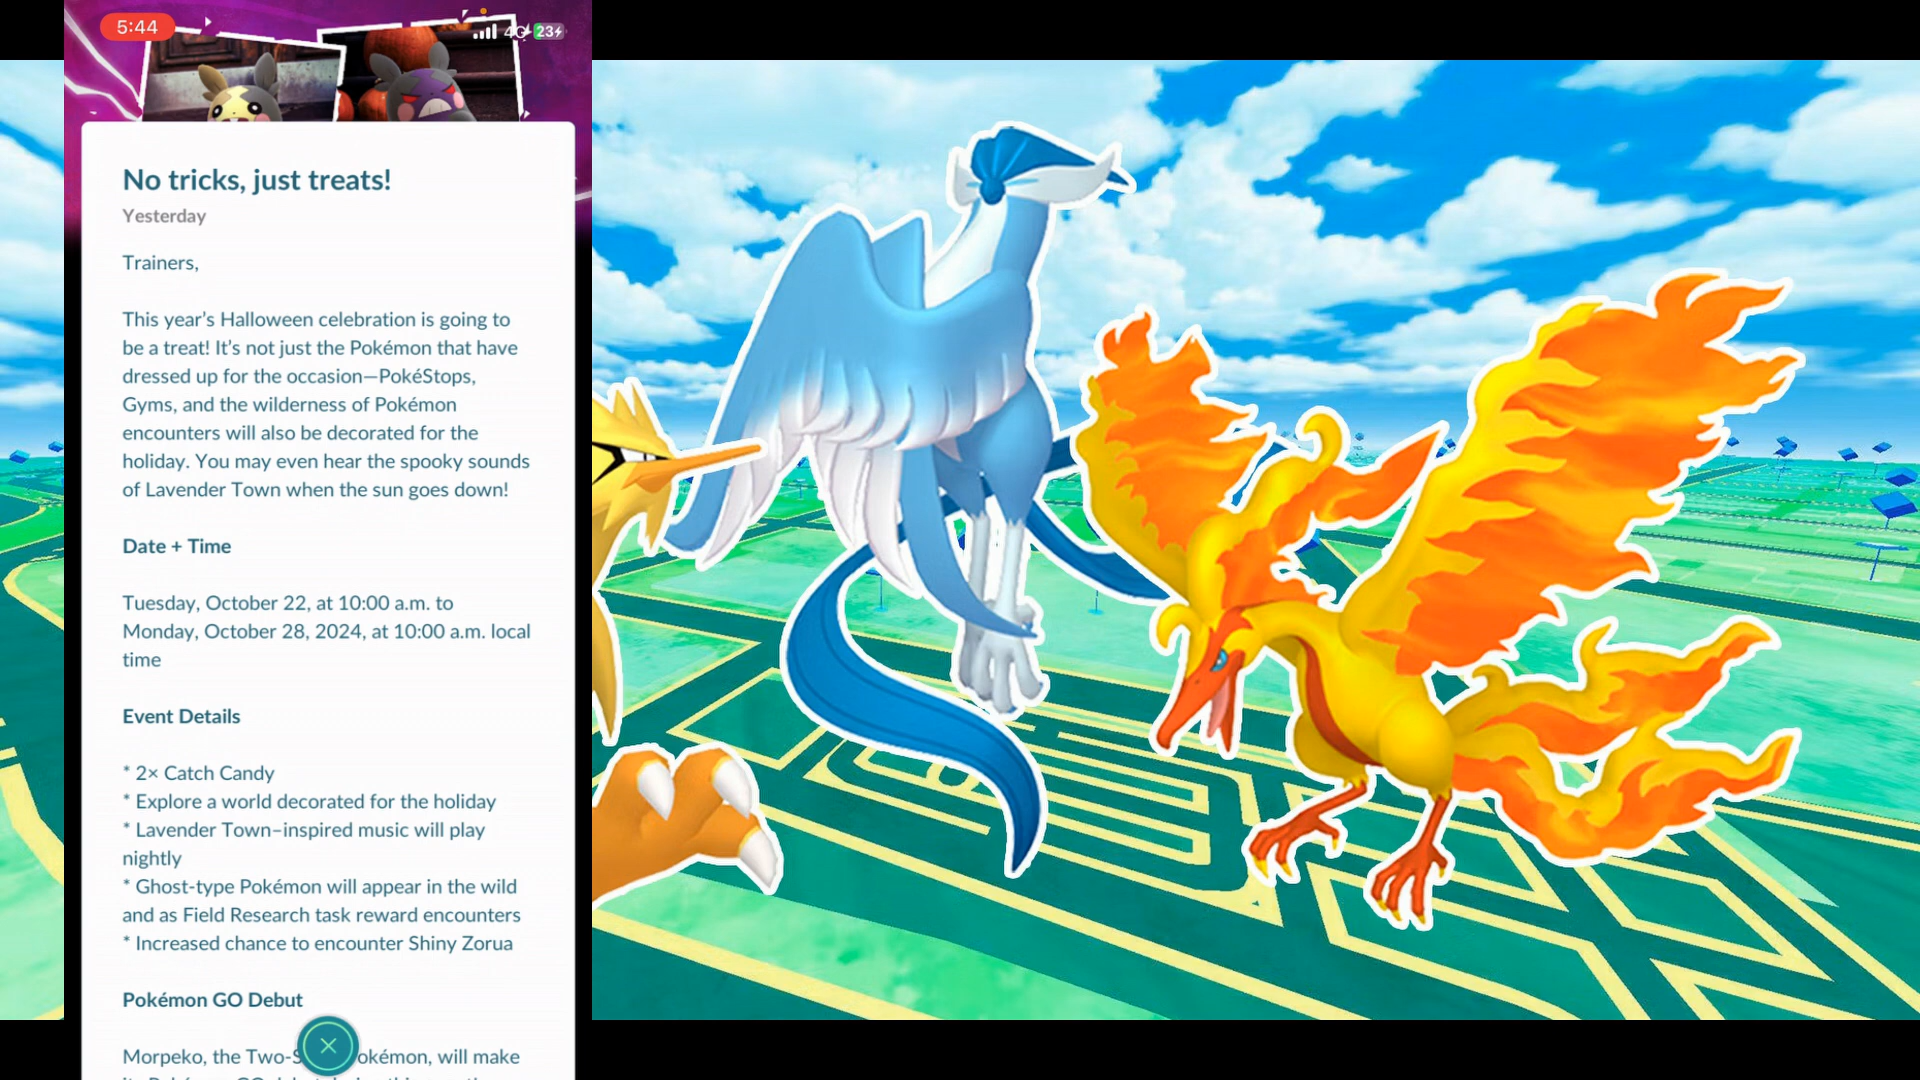 5:44
4G 23
No tricks, just treats!
Yesterday
Trainers,
This year's Halloween celebration is going to
be a treat! It's not just the Pokémon that have
dressed up for the occasion—PokéStops,
Gyms, and the wilderness of Pokémon
encounters will also be decorated for the
holiday. You may even hear the spooky sounds
of Lavender Town when the sun goes down!
Date + Time
Tuesday, October 22, at 10:00 a.m. to
Monday, October 28, 2024, at 10:00 a.m. local
time
Event Details
* 2× Catch Candy
* Explore a world decorated for the holiday
* Lavender Town–inspired music will play
nightly
* Ghost-type Pokémon will appear in the wild
and as Field Research task reward encounters
* Increased chance to encounter Shiny Zorua
Pokémon GO Debut
Morpeko, the Two-S okémon, will make